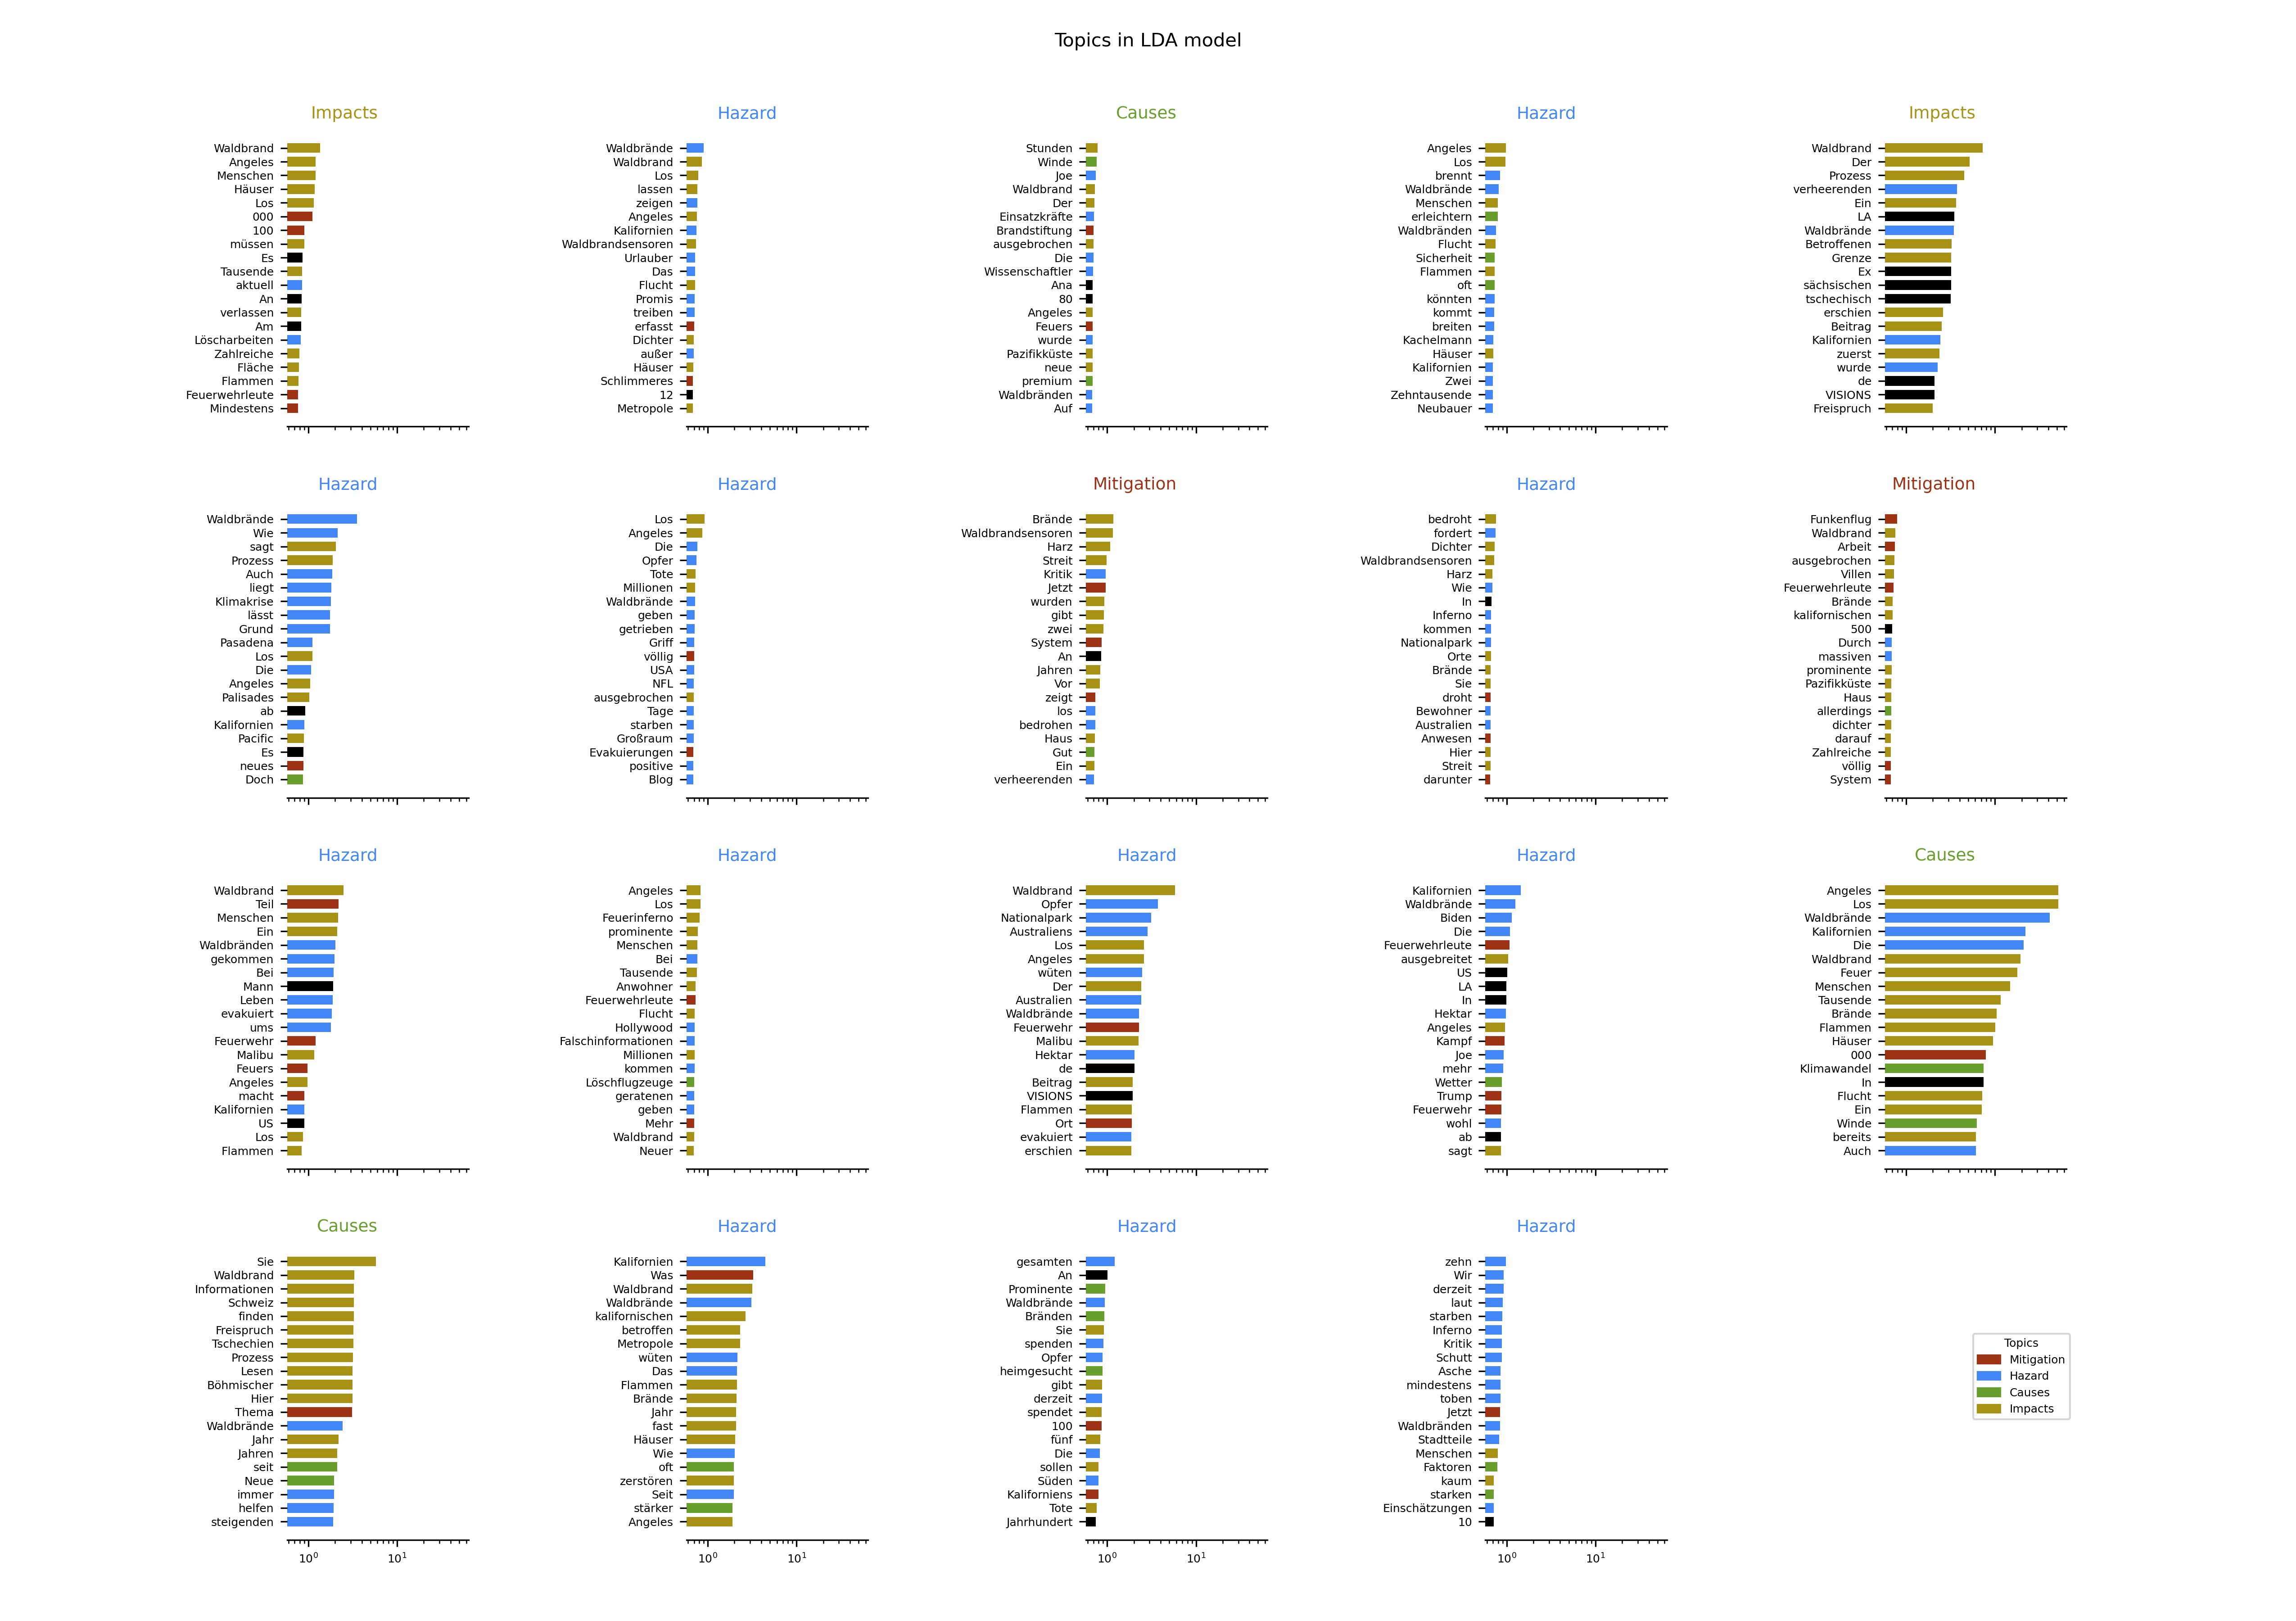 Topics in LDA model
Impacts
Waldbrand
Angeles
Menschen
Häuser
Los
000
100
müssen
Es
Tausende
aktuell
An
verlassen
Am
Löscharbeiten
Zahlreiche
Fläche
Flammen
Feuerwehrleute
Mindestens
Hazard
Waldbrände
Waldbrand
Los
lassen
zeigen
Angeles
Kalifornien
Waldbrandsensoren
Urlauber
Das
Flucht
Promis
treiben
erfasst
Dichter
außer
Häuser
Schlimmeres
12
Metropole
Causes
Stunden
Winde
Joe
Waldbrand
Der
Einsatzkräfte
Brandstiftung
ausgebrochen
Die
Wissenschaftler
Ana
80
Angeles
Feuers
wurde
Pazifikküste
neue
premium
Waldbränden
Auf
Hazard
Angeles
Los
brennt
Waldbrände
Menschen
erleichtern
Waldbränden
Flucht
Sicherheit
Flammen
oft
könnten
kommt
breiten
Kachelmann
Häuser
Kalifornien
Zwei
Zehntausende
Neubauer
Impacts
Waldbrand
Der
Prozess
verheerenden
Ein
LA
Waldbrände
Betroffenen
Grenze
Ex
sächsischen
tschechisch
erschien
Beitrag
Kalifornien
zuerst
wurde
de
VISIONS
Freispruch
Hazard
Waldbrände
Wie
sagt
Prozess
Auch
liegt
Klimakrise
lässt
Grund
Pasadena
Los
Die
Angeles
Palisades
ab
Kalifornien
Pacific
Es
neues
Doch
Hazard
Los
Angeles
Die
Opfer
Tote
Millionen
Waldbrände
geben
getrieben
Griff
völlig
USA
NFL
ausgebrochen
Tage
starben
Großraum
Evakuierungen
positive
Blog
Mitigation
Brände
Waldbrandsensoren
Harz
Streit
Kritik
Jetzt
wurden
gibt
zwei
System
An
Jahren
Vor
zeigt
los
bedrohen
Haus
Gut
Ein
verheerenden
Hazard
bedroht
fordert
Dichter
Waldbrandsensoren
Harz
Wie
In
Inferno
kommen
Nationalpark
Orte
Brände
Sie
droht
Bewohner
Australien
Anwesen
Hier
Streit
darunter
Mitigation
Funkenflug
Waldbrand
Arbeit
ausgebrochen
Villen
Feuerwehrleute
Brände
kalifornischen
500
Durch
massiven
prominente
Pazifikküste
Haus
allerdings
dichter
darauf
Zahlreiche
völlig
System
Hazard
Waldbrand
Teil
Menschen
Ein
Waldbränden
gekommen
Bei
Mann
Leben
evakuiert
ums
Feuerwehr
Malibu
Feuers
Angeles
macht
Kalifornien
US
Los
Flammen
Hazard
Angeles
Los
Feuerinferno
prominente
Menschen
Bei
Tausende
Anwohner
Feuerwehrleute
Flucht
Hollywood
Falschinformationen
Millionen
kommen
Löschflugzeuge
geratenen
geben
Mehr
Waldbrand
Neuer
Hazard
Waldbrand
Opfer
Nationalpark
Australiens
Los
Angeles
wüten
Der
Australien
Waldbrände
Feuerwehr
Malibu
Hektar
de
Beitrag
VISIONS
Flammen
Ort
evakuiert
erschien
Hazard
Kalifornien
Waldbrände
Biden
Die
Feuerwehrleute
ausgebreitet
US
LA
In
Hektar
Angeles
Kampf
Joe
mehr
Wetter
Trump
Feuerwehr
wohl
ab
sagt
Causes
Angeles
Los
Waldbrände
Kalifornien
Die
Waldbrand
Feuer
Menschen
Tausende
Brände
Flammen
Häuser
000
Klimawandel
In
Flucht
Ein
Winde
bereits
Auch
Causes
Sie
Waldbrand
Informationen
Schweiz
finden
Freispruch
Tschechien
Prozess
Lesen
Böhmischer
Hier
Thema
Waldbrände
Jahr
Jahren
seit
Neue
immer
helfen
steigenden
10⁰ 10¹
Hazard
Kalifornien
Was
Waldbrand
Waldbrände
kalifornischen
betroffen
Metropole
wüten
Das
Flammen
Brände
Jahr
fast
Häuser
Wie
oft
zerstören
Seit
stärker
Angeles
10⁰ 10¹
Hazard
gesamten
An
Prominente
Waldbrände
Bränden
Sie
spenden
Opfer
heimgesucht
gibt
derzeit
spendet
100
fünf
Die
sollen
Süden
Kaliforniens
Tote
Jahrhundert
10⁰ 10¹
Hazard
zehn
Wir
derzeit
laut
starben
Inferno
Kritik
Schutt
Asche
mindestens
toben
Jetzt
Waldbränden
Stadtteile
Menschen
Faktoren
kaum
starken
Einschätzungen
10
10⁰ 10¹
Topics
Mitigation
Hazard
Causes
Impacts